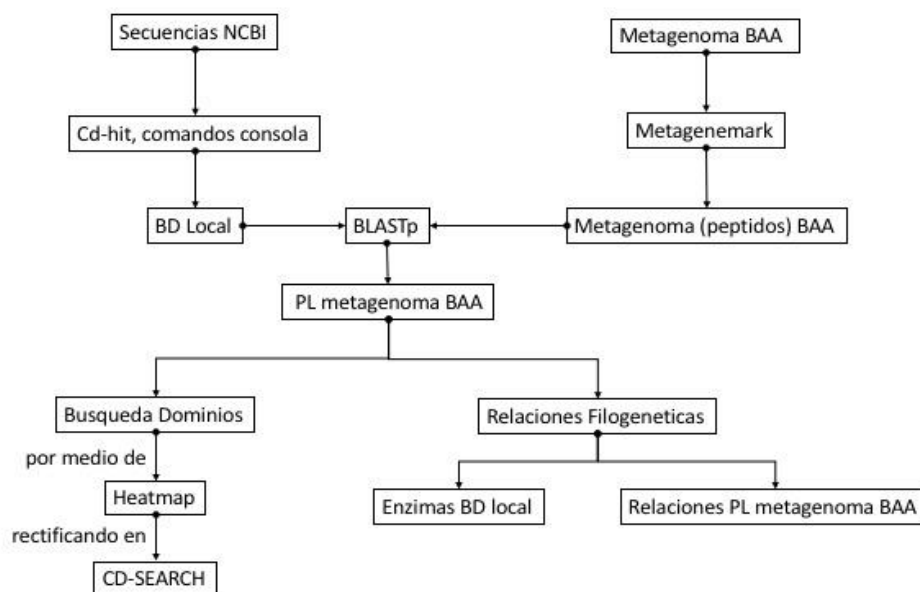 Secuencias NCBI
Metagenoma BAA
Cd-hit, comandos consola
Metagenemark
BD Local
BLASTp
Metagenoma (peptidos) BAA
PL metagenoma BAA
Busqueda Dominios
Relaciones Filogeneticas
por medio de
Heatmap
Enzimas BD local
Relaciones PL metagenoma BAA
rectificando en
CD-SEARCH